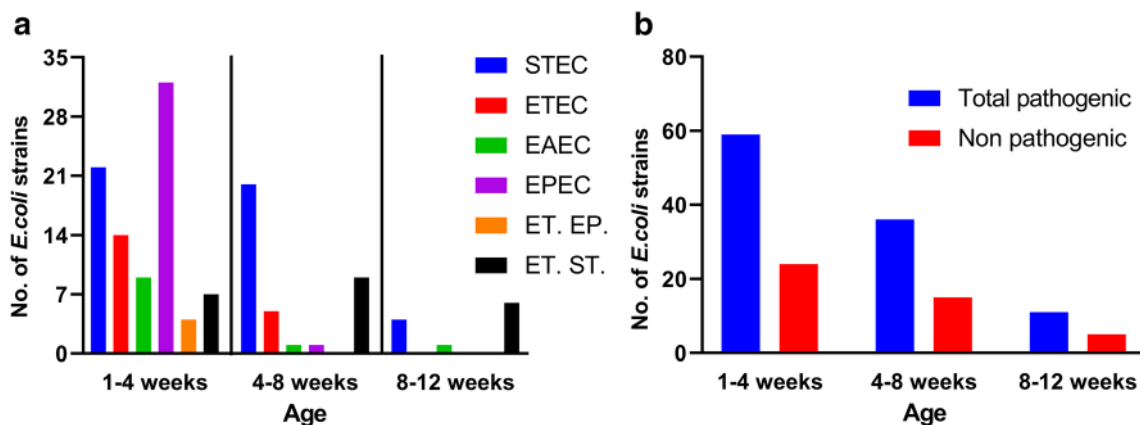 a
No. of E.coli strains
35
28
21
14
7
0
STEC
ETEC
EAEC
EPEC
ET. EP.
ET. ST.
1-4 weeks 4-8 weeks 8-12 weeks
Age
b
No. of E.coli strains
80
60
40
20
0
Total pathogenic
Non pathogenic
1-4 weeks 4-8 weeks 8-12 weeks
Age